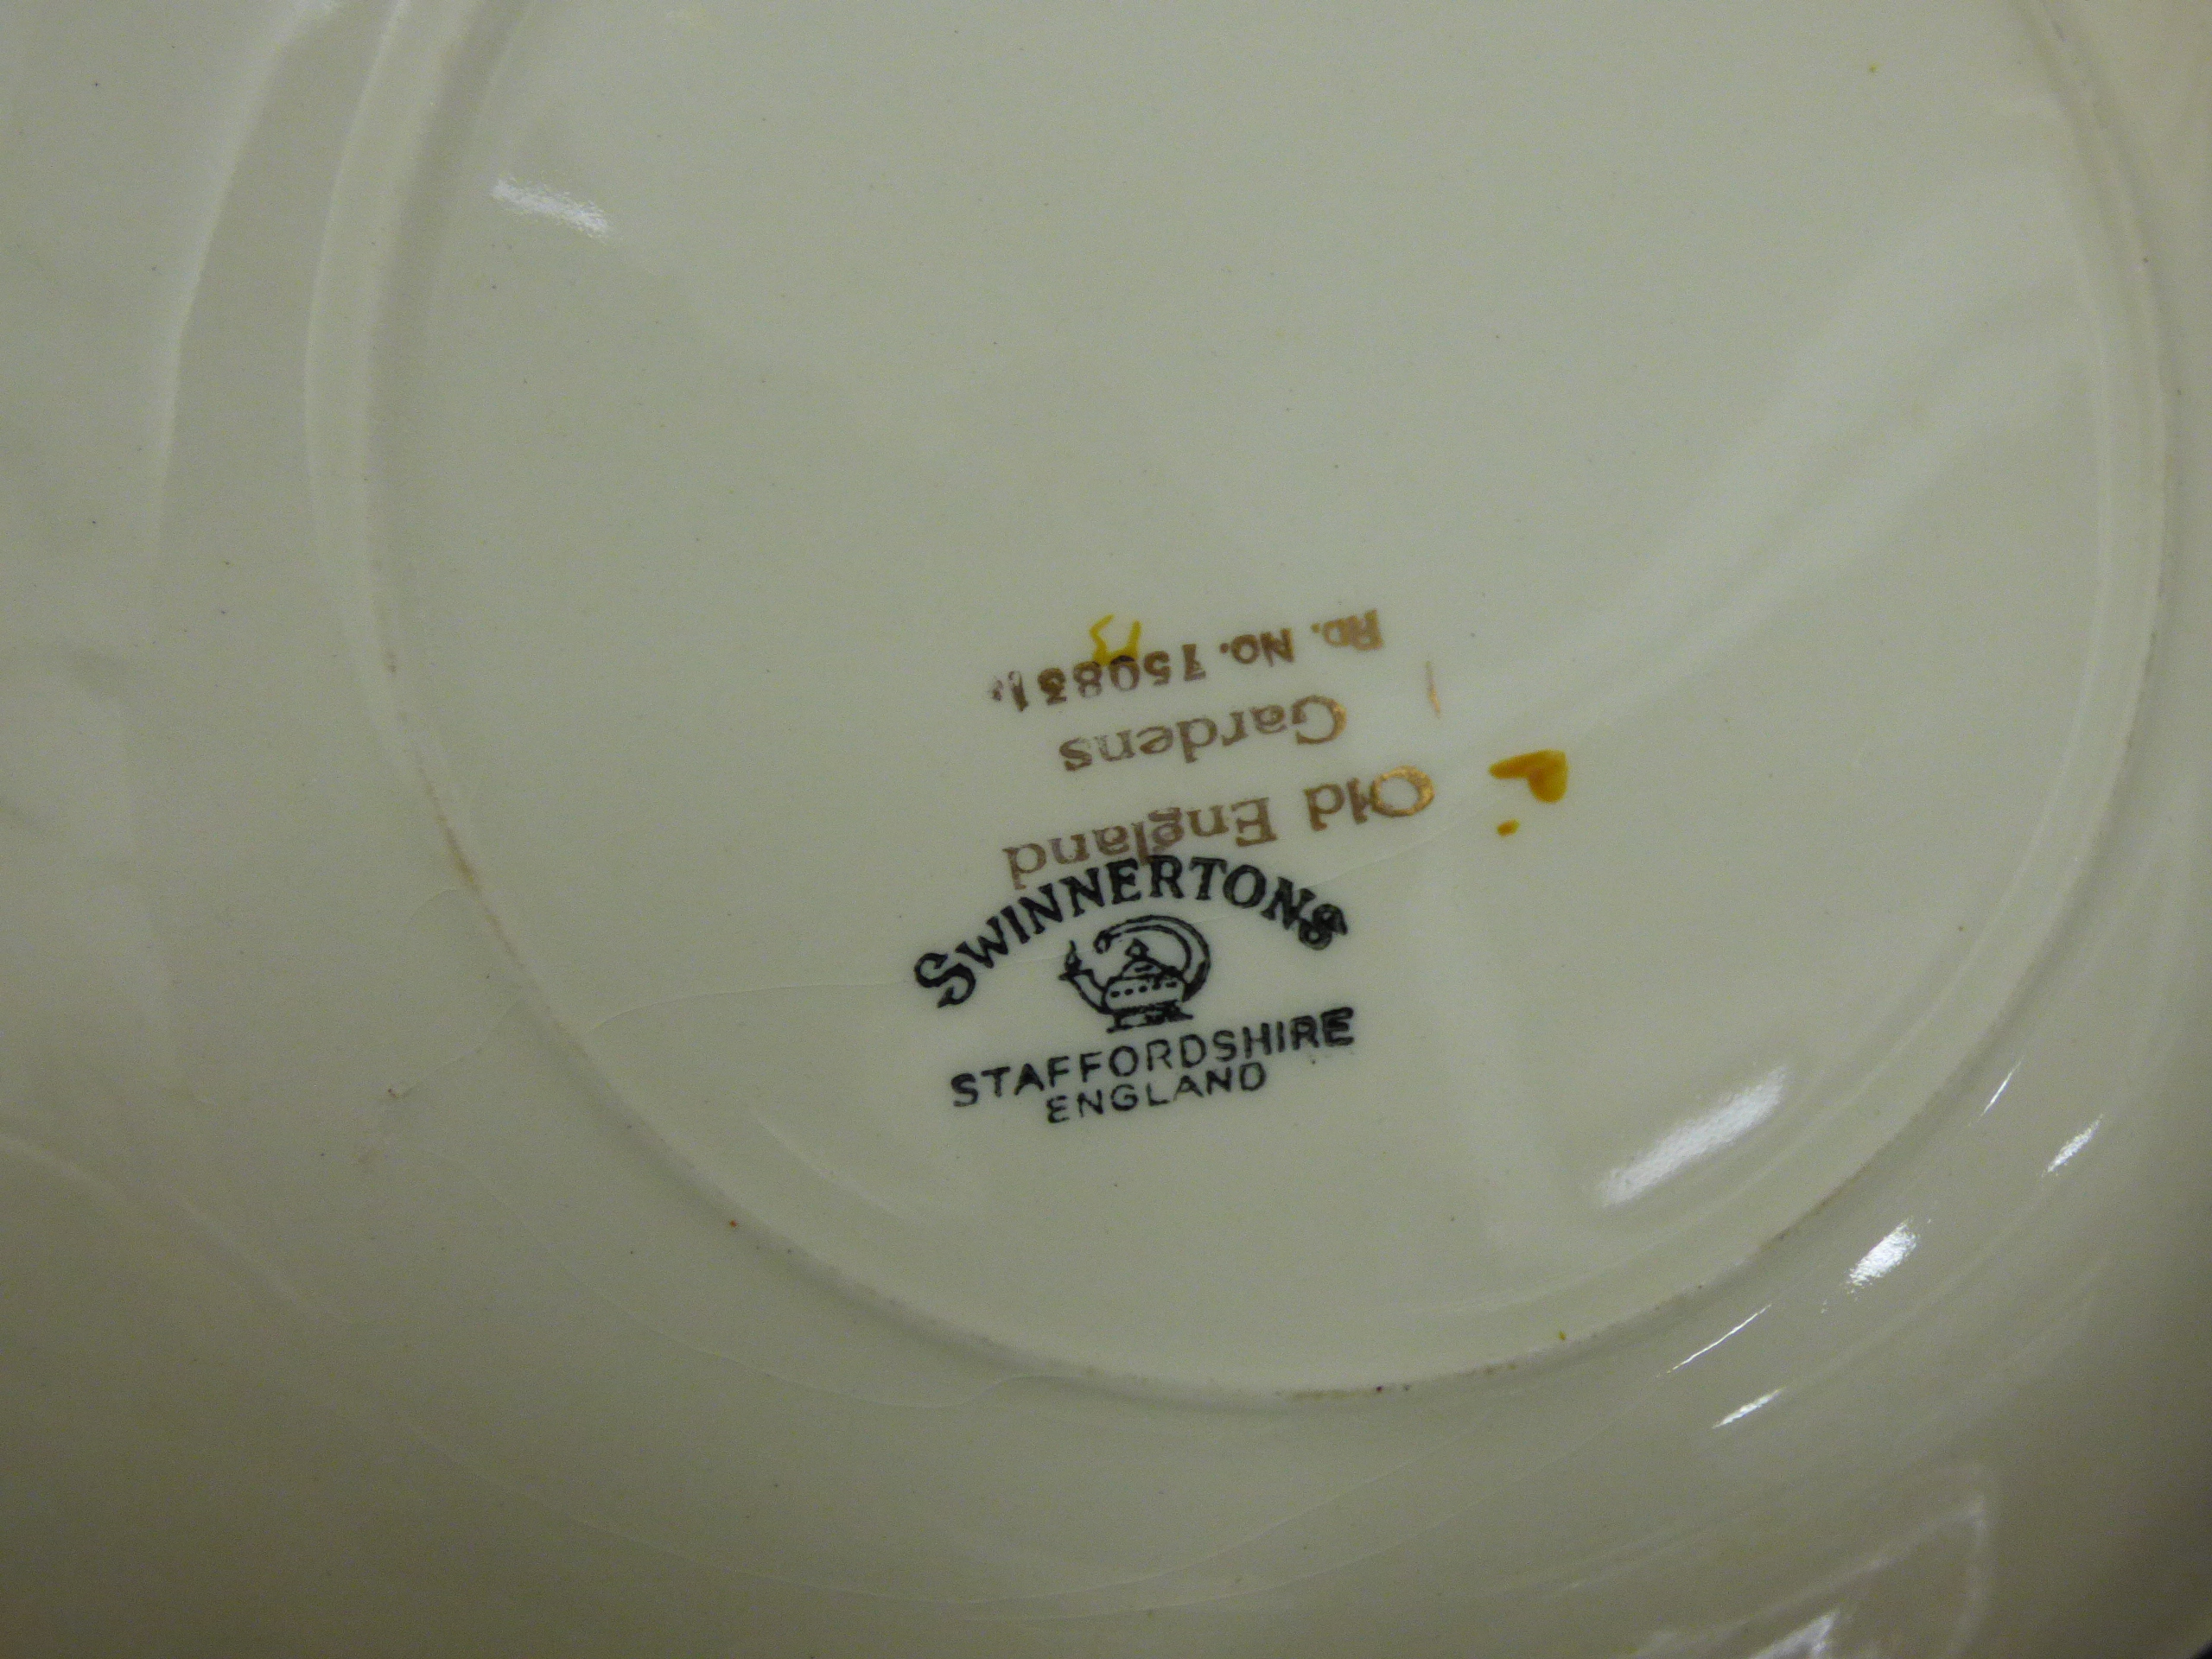 SWINNERTONS
STAFFORDSHIRE
ENGLAND
Old England
Gardens
RD. No. 750831.